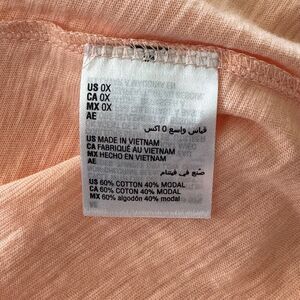 US 0X
CA 0X
MX 0X
AE
قياس واسع 0 اكس
US MADE IN VIETNAM
CA FABRIQUÉ AU VIETNAM
MX HECHO EN VIETNAM
AE
صنع في فيتنام
US 60% COTTON 40% MODAL
CA 60% COTON 40% MODAL
MX 60% algodón 40% modal